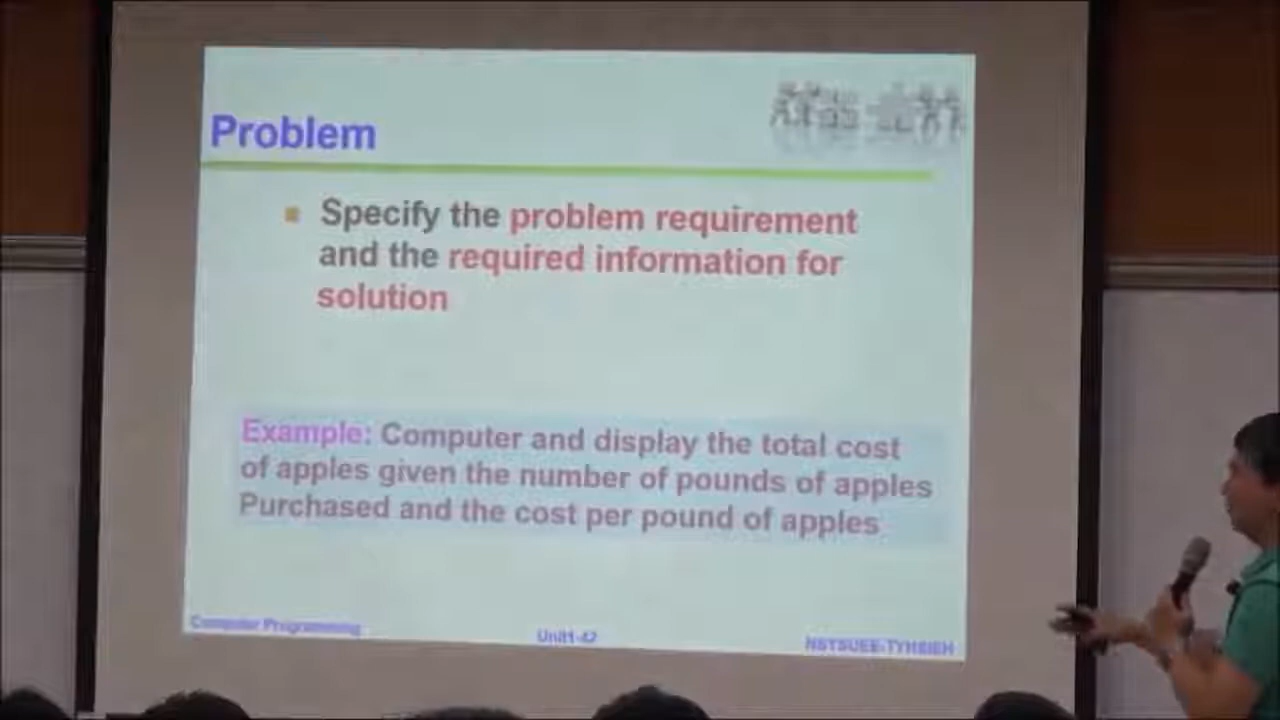 Problem
Specify the problem requirement
and the required information for
solution
Example: Computer and display the total cost
of apples given the number of pounds of apples
Purchased and the cost per pound of apples
Computer Programming
Unit1-42
NSYSUEE-TYHSIEH